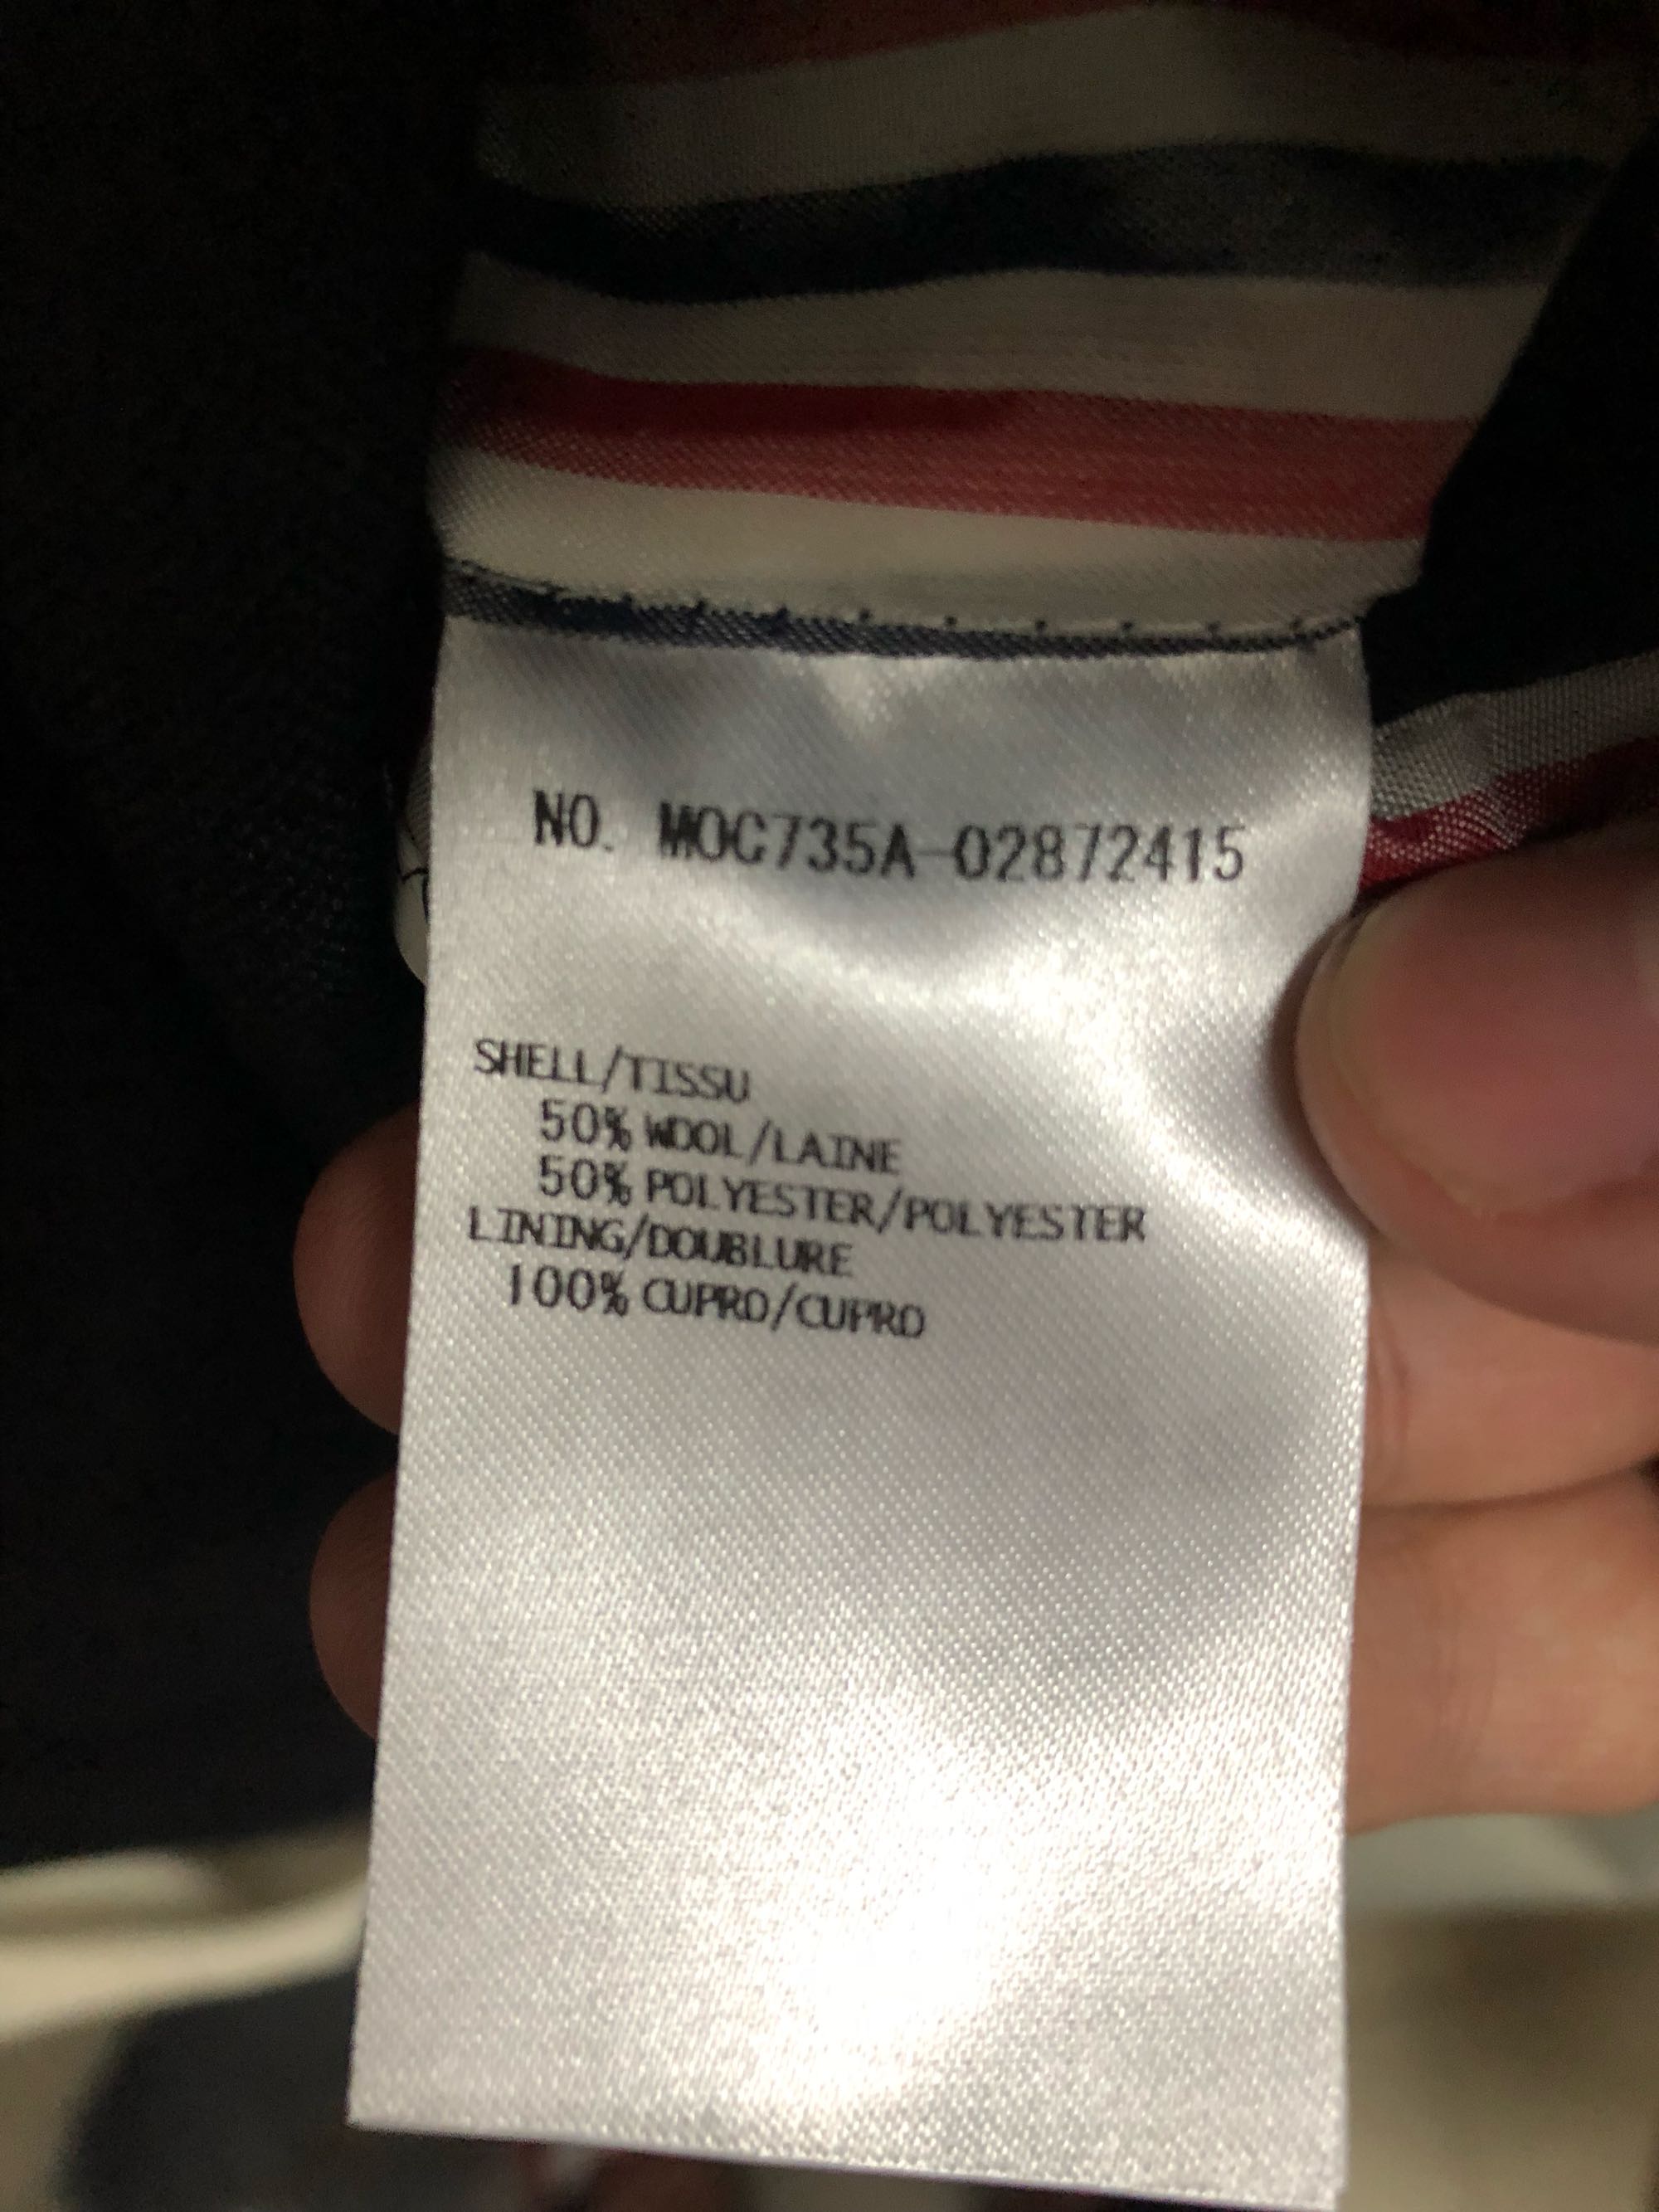 NO. MOC735A-02872415
SHELL/TISSU
50% WOOL/LAINE
50% POLYESTER/POLYESTER
LINING/DOUBLURE
100% CUPRO/CUPRO